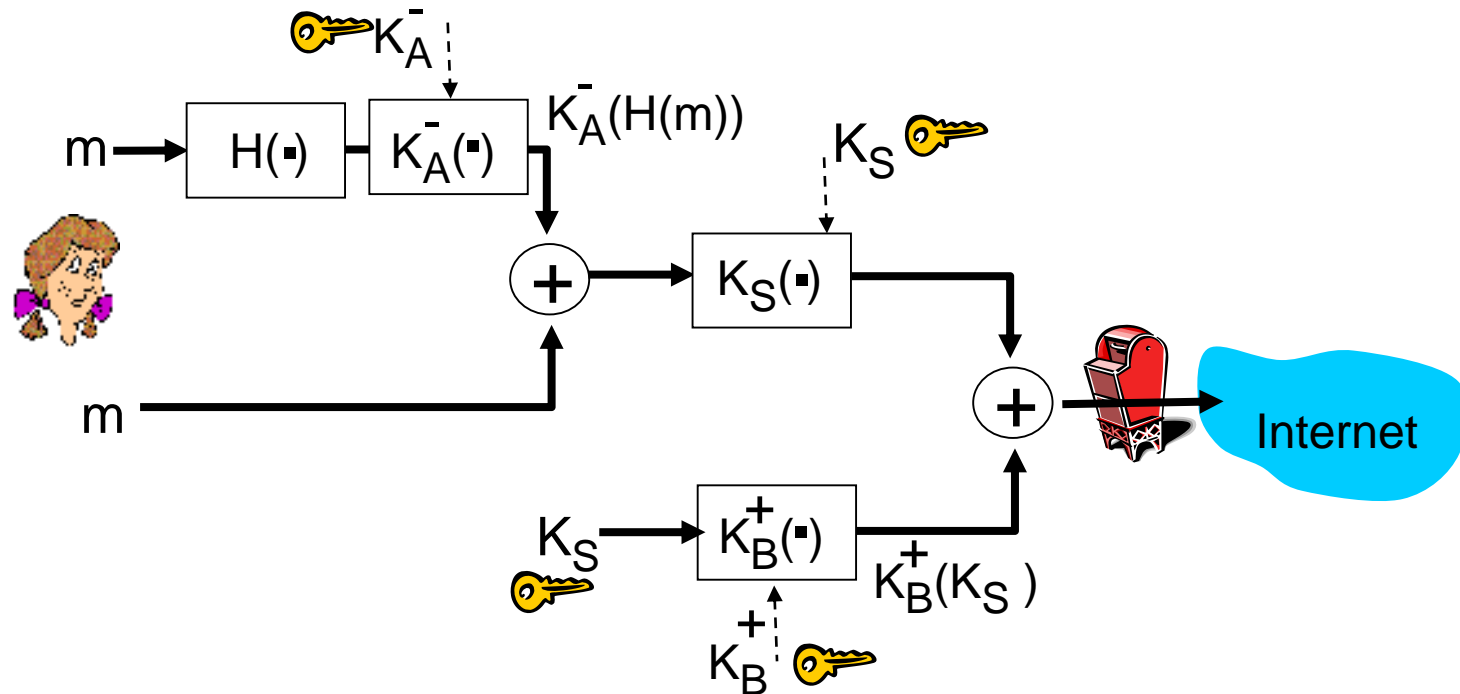 K_A^-
m
H(▪)
K_A^-(▪)
K_A^-(H(m))
K_S
+
K_S(▪)
m
+
Internet
K_S
K_B^+(▪)
K_B^+(K_S )
K_B^+